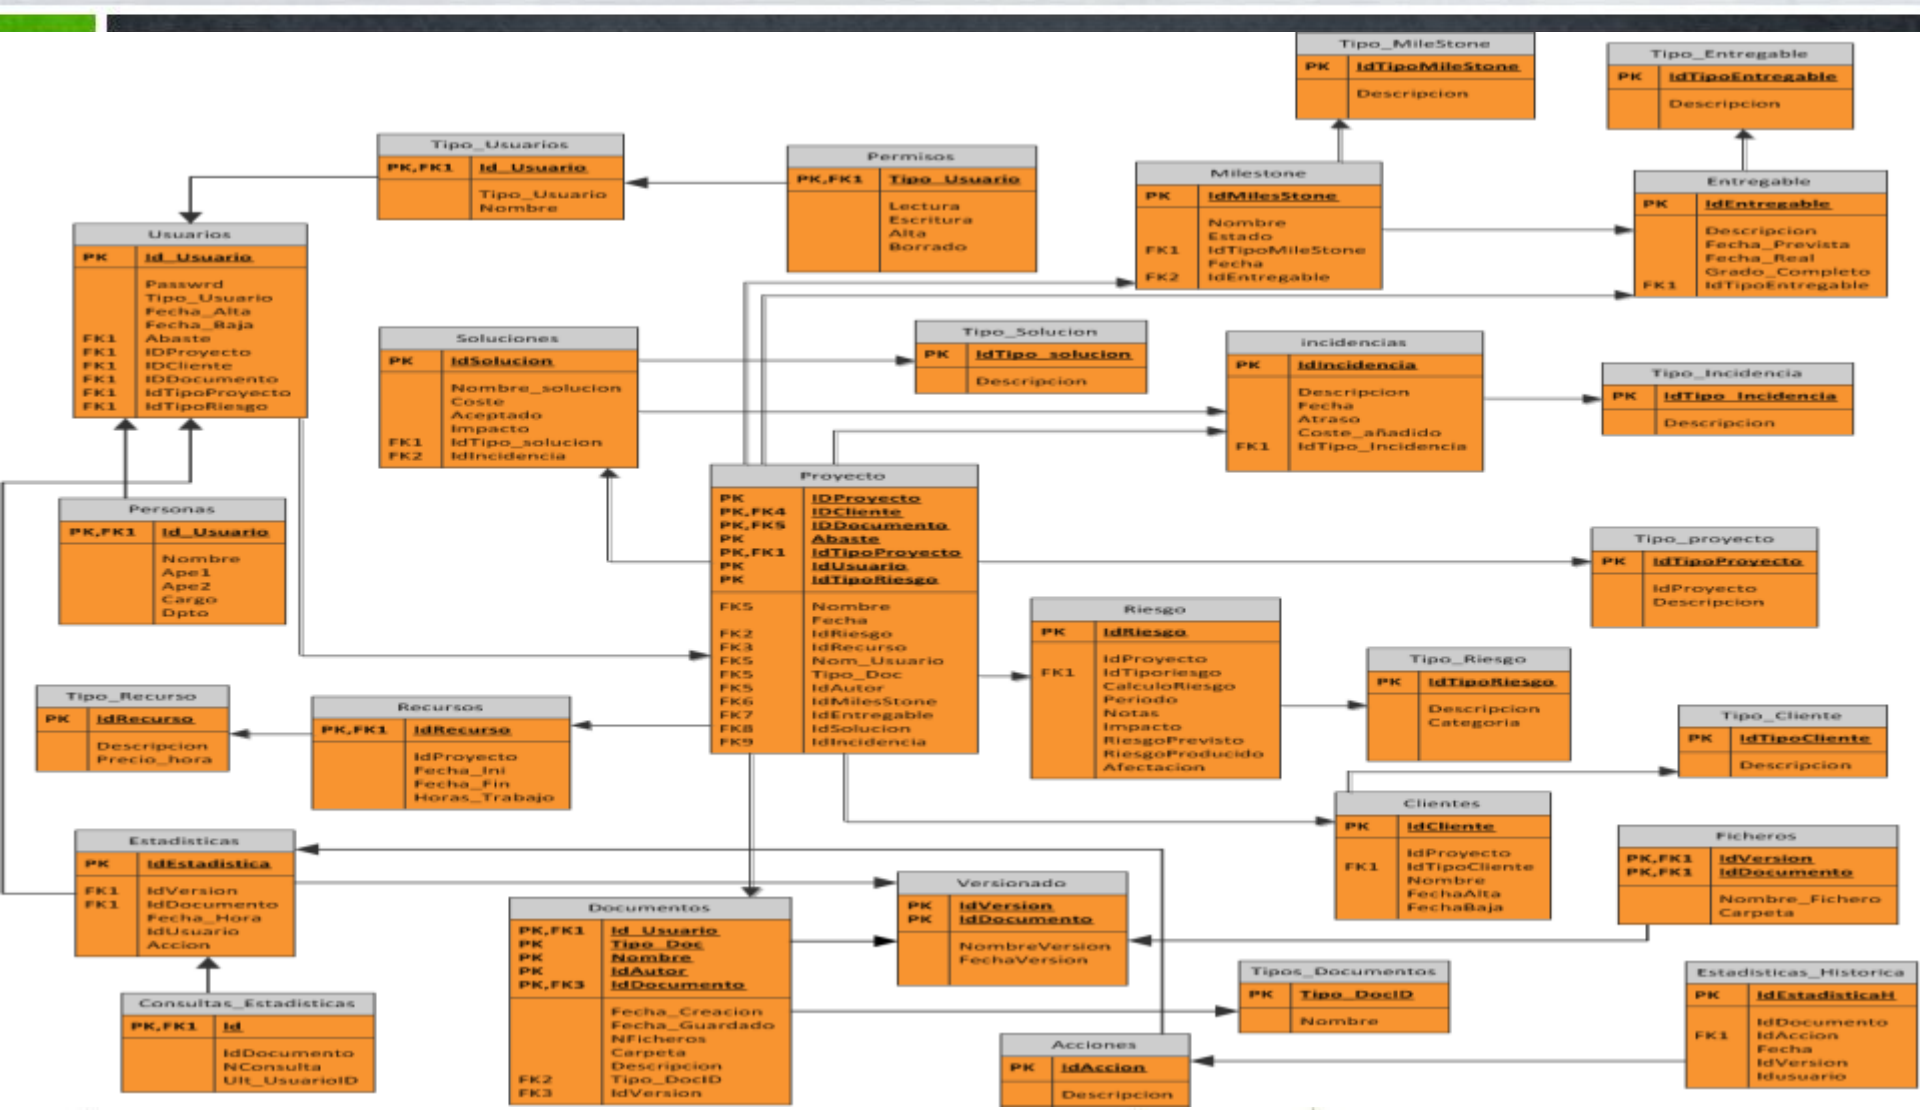 Tipo_MileStone
PK IdTipoMileStone
Descripcion
Tipo_Entregable
PK IdTipoEntregable
Descripcion
Tipo_Usuarios
PK,FK1 Id_Usuario
Tipo_Usuario
Nombre
Permisos
PK,FK1 Tipo_Usuario
Lectura
Escritura
Alta
Borrado
Milestone
PK IdMilesStone
Nombre
Estado
FK1 IdTipoMileStone
Fecha
FK2 IdEntregable
Entregable
PK IdEntregable
Descripcion
Fecha_Prevista
Fecha_Real
Grado_Completo
FK1 IdTipoEntregable
Usuarios
PK Id_Usuario
Passwrd
Tipo_Usuario
Fecha_Alta
Fecha_Baja
FK1 Abaste
FK1 IDProyecto
FK1 IDCliente
FK1 IDDocumento
FK1 IdTipoProyecto
FK1 IdTipoRiesgo
Soluciones
PK IdSolucion
Nombre_solucion
Coste
Aceptado
Impacto
FK1 IdTipo_solucion
FK2 IdIncidencia
Tipo_Solucion
PK IdTipo_solucion
Descripcion
incidencias
PK IdIncidencia
Descripcion
Fecha
Atraso
Coste_añadido
FK1 IdTipo_Incidencia
Tipo_Incidencia
PK IdTipo_Incidencia
Descripcion
Personas
PK,FK1 Id_Usuario
Nombre
Ape1
Ape2
Cargo
Dpto
Proyecto
PK IDProyecto
PK,FK4 IDCliente
PK,FK5 IDDocumento
PK Abaste
PK,FK1 IdTipoProyecto
PK IdUsuario
PK IdTipoRiesgo
FK5 Nombre
Fecha
FK2 IdRiesgo
FK3 IdRecurso
FK5 Nom_Usuario
FK5 Tipo_Doc
FK5 IdAutor
FK6 IdMilesStone
FK7 IdEntregable
FK8 IdSolucion
FK9 IdIncidencia
Tipo_proyecto
PK IdTipoProyecto
IdProyecto
Descripcion
Riesgo
PK IdRiesgo
IdProyecto
FK1 IdTiporiesgo
CalculoRiesgo
Periodo
Notas
Impacto
RiesgoPrevisto
RiesgoProducido
Afectacion
Tipo_Riesgo
PK IdTipoRiesgo
Descripcion
Categoria
Tipo_Recurso
PK IdRecurso
Descripcion
Precio_hora
Recursos
PK,FK1 IdRecurso
IdProyecto
Fecha_Ini
Fecha_Fin
Horas_Trabajo
Tipo_Cliente
PK IdTipoCliente
Descripcion
Clientes
PK IdCliente
IdProyecto
FK1 IdTipoCliente
Nombre
FechaAlta
FechaBaja
Ficheros
PK,FK1 IdVersion
PK,FK1 IdDocumento
Nombre_Fichero
Carpeta
Estadisticas
PK IdEstadistica
FK1 IdVersion
FK1 IdDocumento
Fecha_Hora
IdUsuario
Accion
Versionado
PK IdVersion
PK IdDocumento
NombreVersion
FechaVersion
Documentos
PK,FK1 Id_Usuario
PK Tipo_Doc
PK Nombre
PK IdAutor
PK,FK3 IdDocumento
Fecha_Creacion
Fecha_Guardado
NFicheros
Carpeta
Descripcion
FK2 Tipo_DocID
FK3 IdVersion
Tipos_Documentos
PK Tipo_DocID
Nombre
Estadisticas_Historica
PK IdEstadisticaH
IdDocumento
FK1 IdAccion
Fecha
IdVersion
Idusuario
Consultas_Estadisticas
PK,FK1 Id
IdDocumento
NConsulta
Ult_UsuarioID
Acciones
PK IdAccion
Descripcion